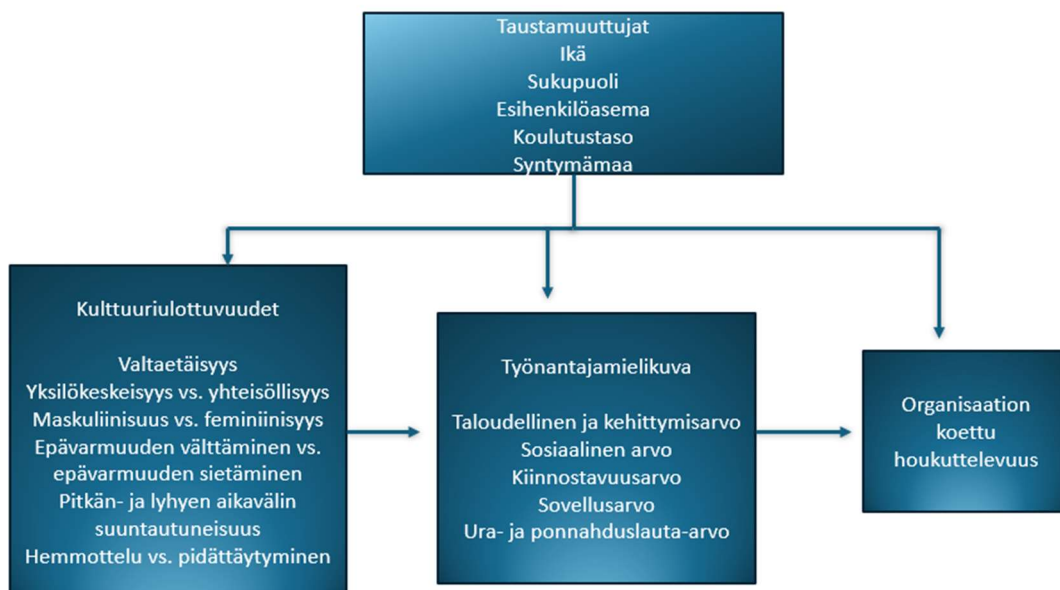 Taustamuuttujat
Ikä
Sukupuoli
Esihenkilöasema
Koulutustaso
Syntymämaa
Kulttuuriulottuvuudet
Valtaetäisyys
Yksilökeskeisyys vs. yhteisöllisyys
Maskuliinisuus vs. feminiinisyys
Epävarmuuden välttäminen vs.
epävarmuuden sietäminen
Pitkän- ja lyhyen aikavälin
suuntautuneisuus
Hemmottelu vs. pidättäytyminen
Työnantajamielikuva
Taloudellinen ja kehittymisarvo
Sosiaalinen arvo
Kiinnostavuusarvo
Sovellusarvo
Ura- ja ponnahduslauta-arvo
Organisaation
koettu
houkuttelevuus